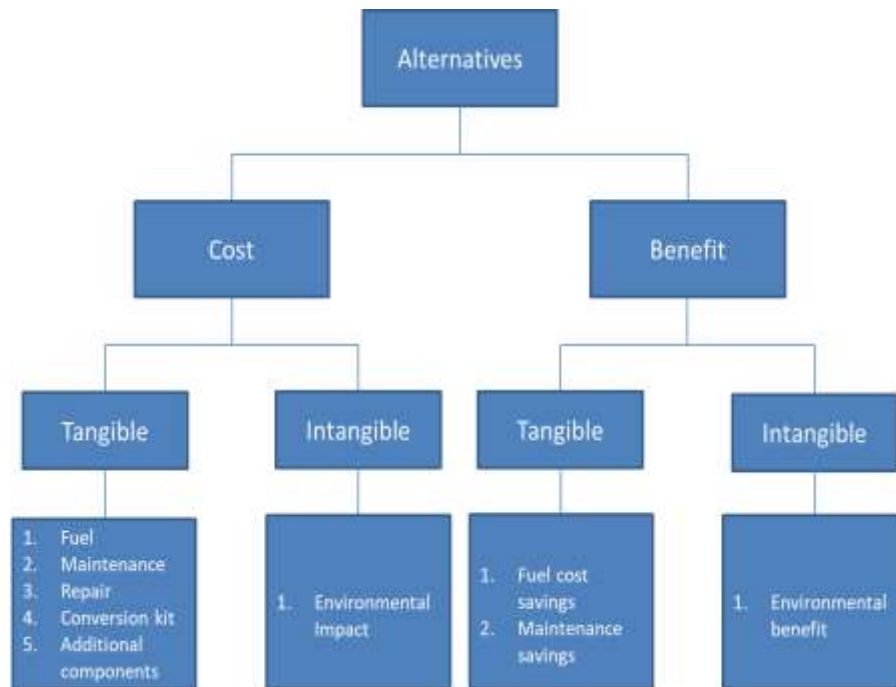 Alternatives
Cost
Benefit
Tangible
Intangible
Tangible
Intangible
1. Fuel
2. Maintenance
3. Repair
4. Conversion kit
5. Additional
components
1. Environmental
Impact
1. Fuel cost
savings
2. Maintenance
savings
1. Environmental
benefit